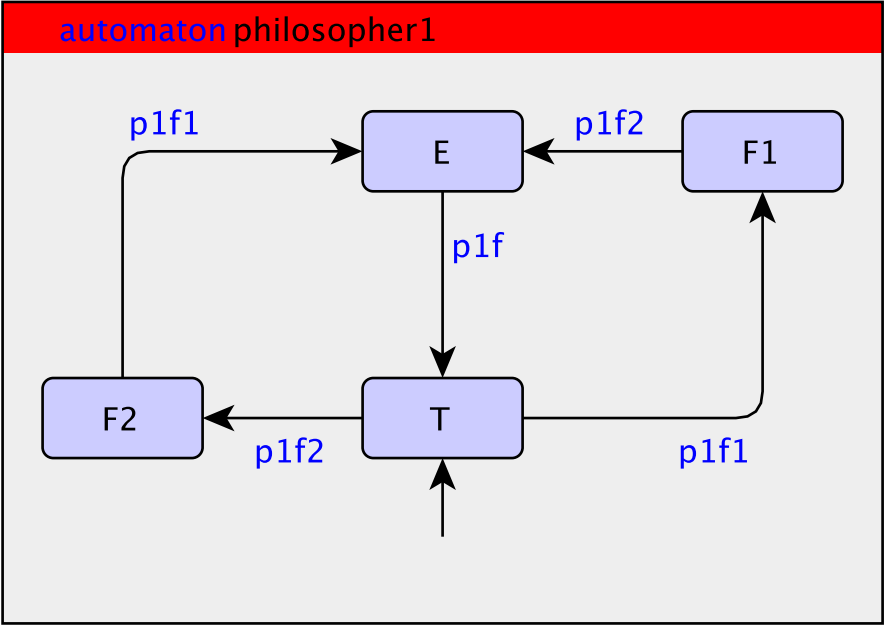 automaton philosopher1
p1f1
p1f2
E
F1
p1f
F2
T
p1f2
p1f1